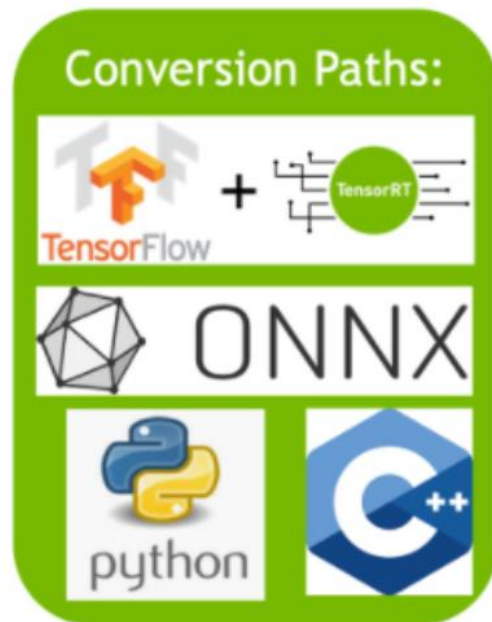 Conversion Paths:
TensorFlow + TensorRT
ONNX
python
C++